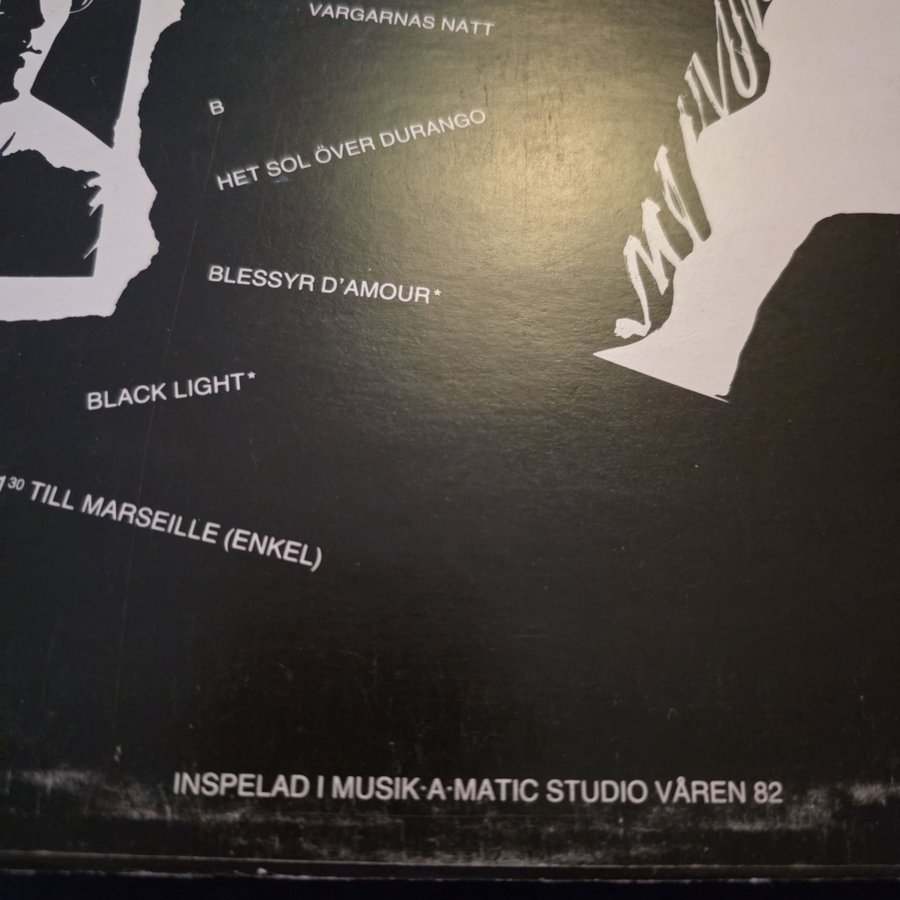 VARGARNAS NATT
B
HET SOL ÖVER DURANGO
BLESSYR D'AMOUR*
BLACK LIGHT*
30 TILL MARSEILLE (ENKEL)
INSPELAD I MUSIK·A·MATIC STUDIO VÅREN 82